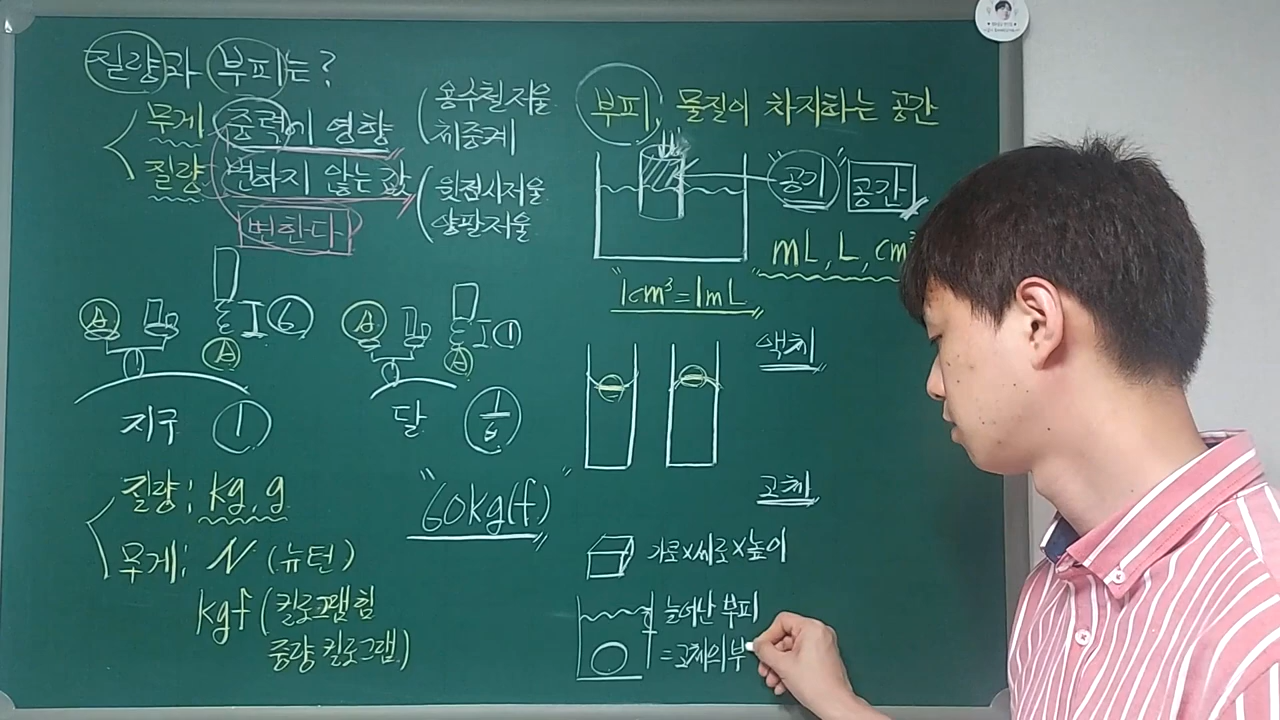 질량과 부피는?
무게 중력의 영향 (용수철저울
체중계
질량 변하지 않는 값 (윗접시저울
양팔저울
변한다
A 6 A
A 1 A
지구 1
달 1/6
질량 : kg, g
무게 : N (뉴턴)
kgf (킬로그램힘
중량킬로그램)
"60kg(f)"
부피, 물질이 차지하는 공간
"공기" 공간
mL, L, cm³
"1cm³=1mL"
액체
고체
가로×세로×높이
늘어난 부피
=고체의부